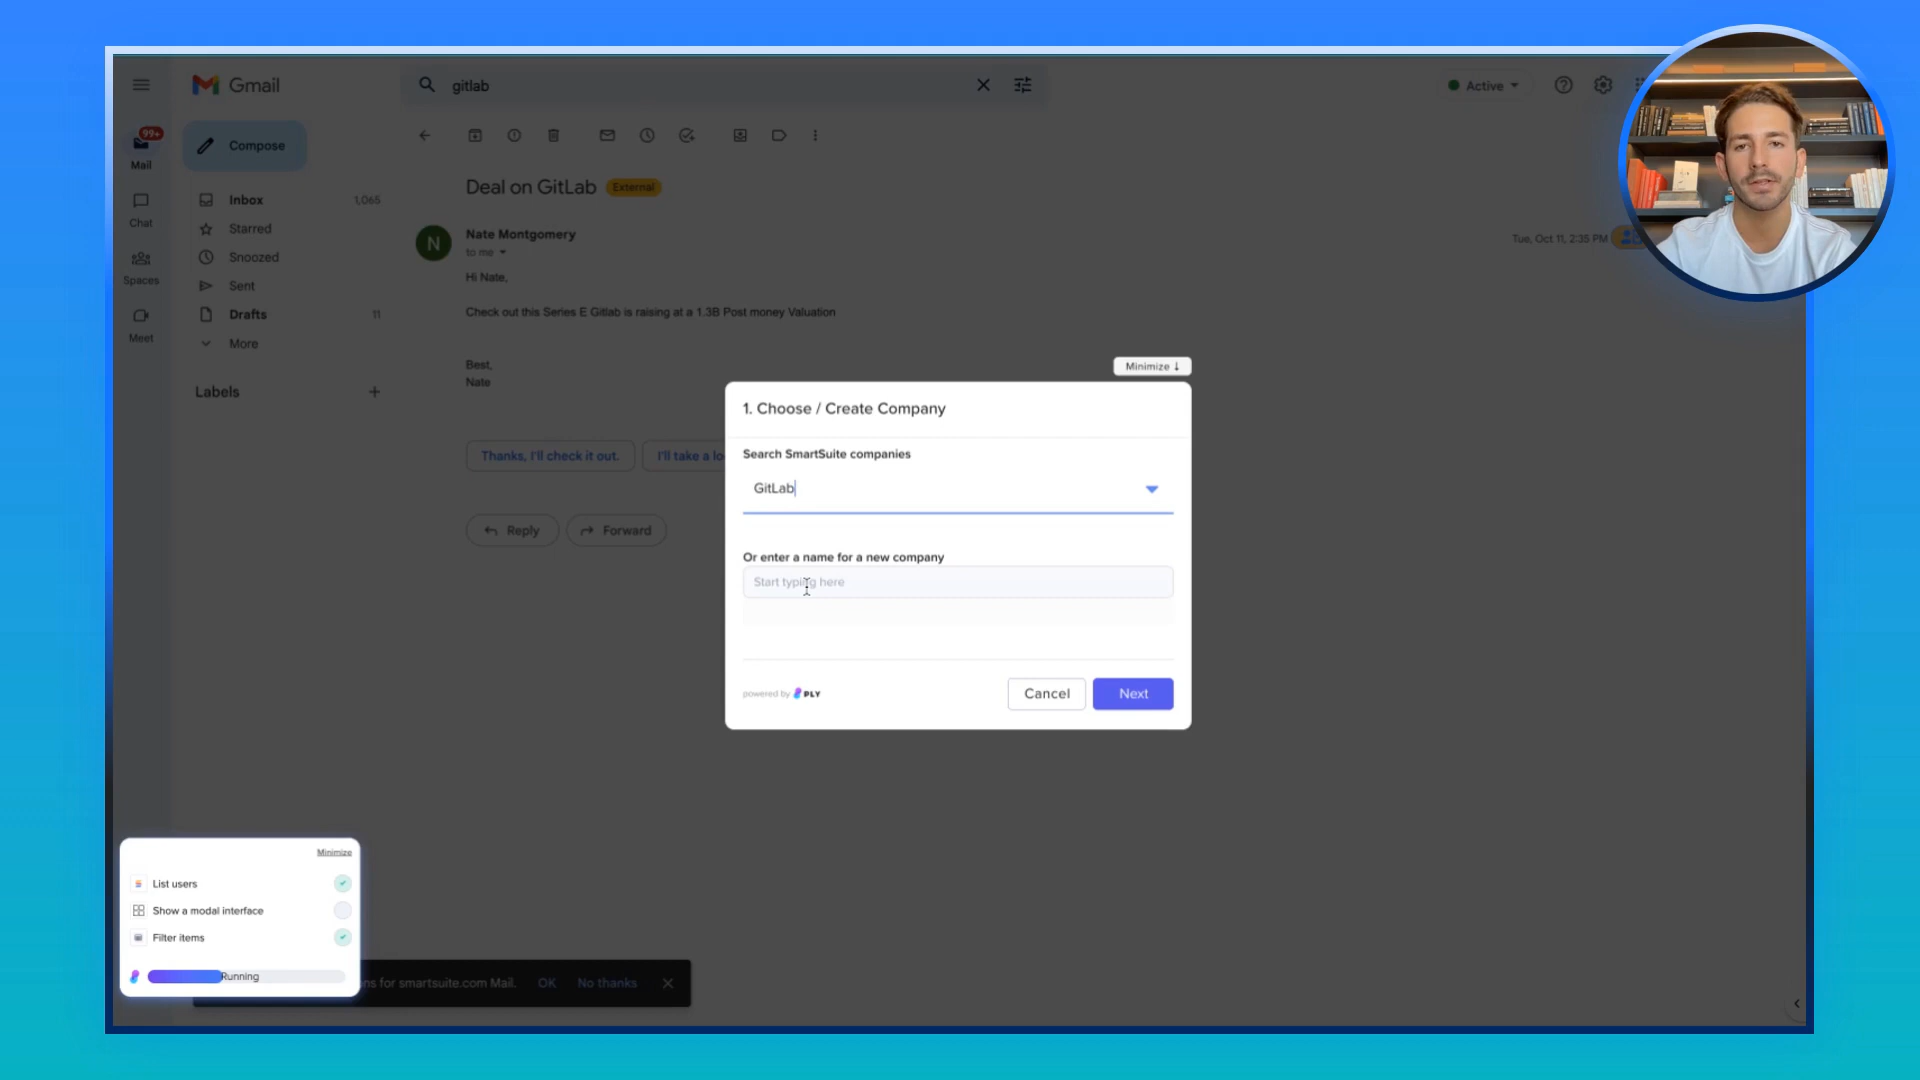 Gmail
gitlab
Active
99+
Mail
Compose
Deal on GitLab
External
Inbox
1,065
Chat
Starred
N
Nate Montgomery
Tue, Oct 11, 2:35 PM
to me
Snoozed
Spaces
Hi Nate,
Sent
Drafts
11
Check out this Series E Gitlab is raising at a 1.3B Post money Valuation
Meet
More
Best,
Nate
Labels
Minimize ↓
1. Choose / Create Company
Search SmartSuite companies
Thanks, I'll check it out.
I'll take a lo
GitLab
Reply
Forward
Or enter a name for a new company
Start typing here
powered by PLY
Cancel
Next
Minimize
List users
Show a modal interface
Filter items
Running
ns for smartsuite.com Mail.
OK
No thanks